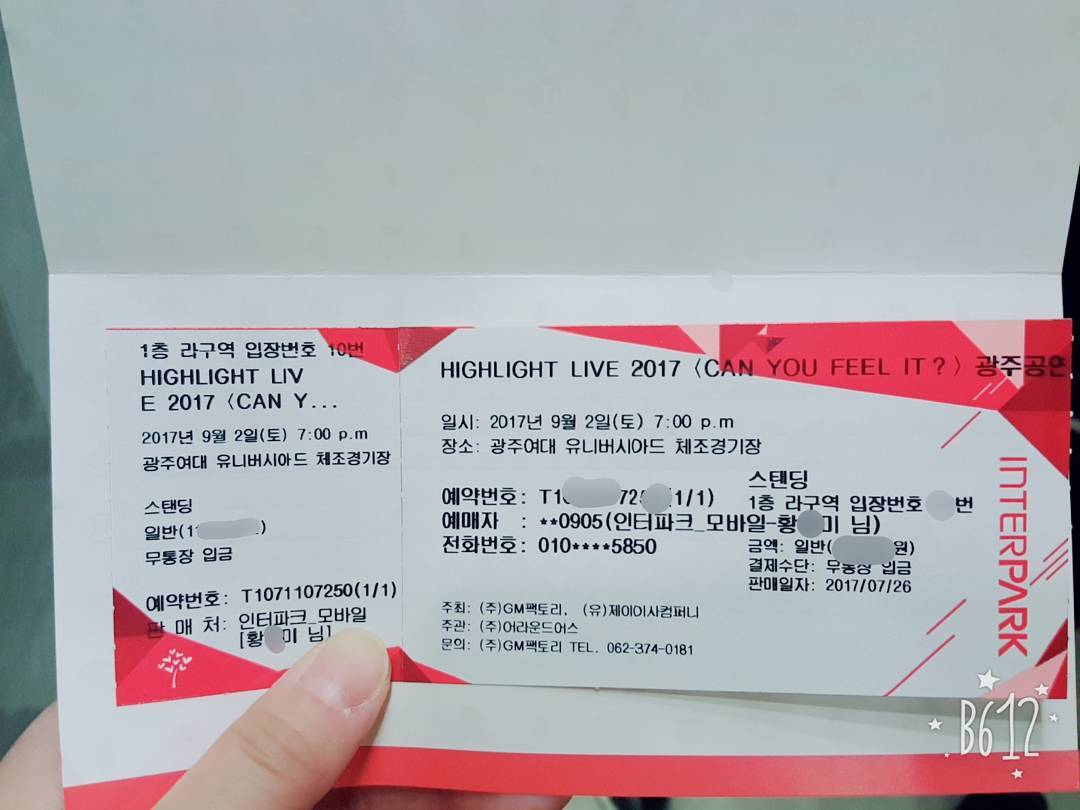 1층 라구역 입장번호 10번
HIGHLIGHT LIV
E 2017 〈CAN Y...
2017년 9월 2일(토) 7:00 p.m
광주여대 유니버시아드 체조경기장
스탠딩
일반(1
무통장 입금
예약번호: T1071107250(1/1)
판 매 처: 인터파크_모바일
[황 미 님]
HIGHLIGHT LIVE 2017 〈CAN YOU FEEL IT?〉 광주공연
일시: 2017년 9월 2일(토) 7:00 p.m
장소: 광주여대 유니버시아드 체조경기장
예약번호: T10 725 (1/1)
예매자 : **0905(인터파크_모바일-황 미 님)
전화번호: 010****5850
스탠딩
1층 라구역 입장번호 번
금액: 일반( 원)
결제수단: 무통장 입금
판매일자: 2017/07/26
주최: (주)GM팩토리, (유)제이이사컴퍼니
주관: (주)어라운드어스
문의: (주)GM팩토리 TEL. 062-374-0181
INTERPARK
B612